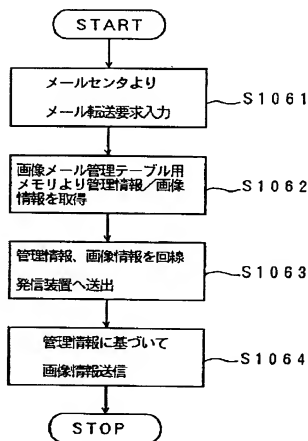 START
メールセンタより
メール転送要求入力
S1061
画像メール管理テーブル用
メモリより管理情報/画像
情報を取得
S1062
管理情報、画像情報を回線
発信装置へ送出
S1063
管理情報に基づいて
画像情報送信
S1064
STOP